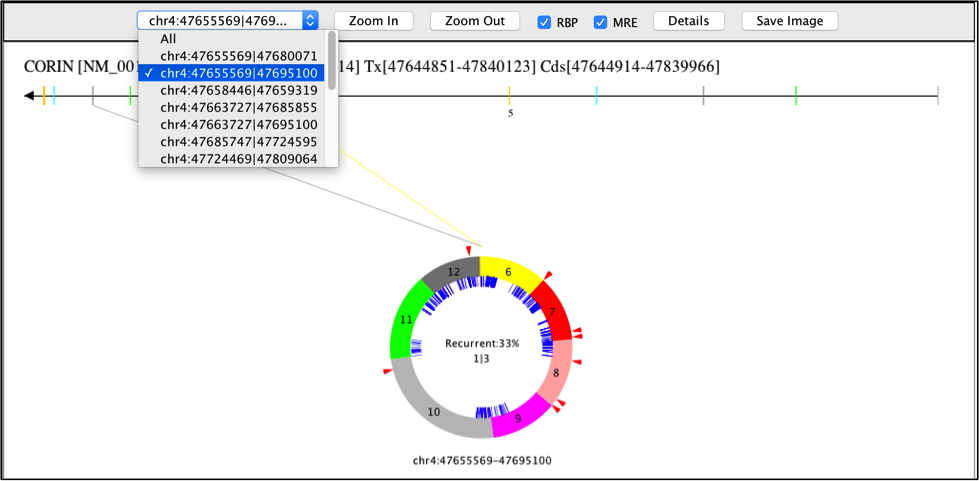 chr4:47655569|4769... Zoom In Zoom Out RBP MRE Details Save Image
All
chr4:47655569|47680071
CORIN [NM_00 14] Tx[47644851-47840123] Cds[47644914-47839966]
✓ chr4:47655569|47695100
chr4:47658446|47659319
chr4:47663727|47685855
5
chr4:47663727|47695100
chr4:47685747|47724595
chr4:47724469|47809064
12 6
7
11
Recurrent:33%
1|3
8
10
9
chr4:47655569-47695100